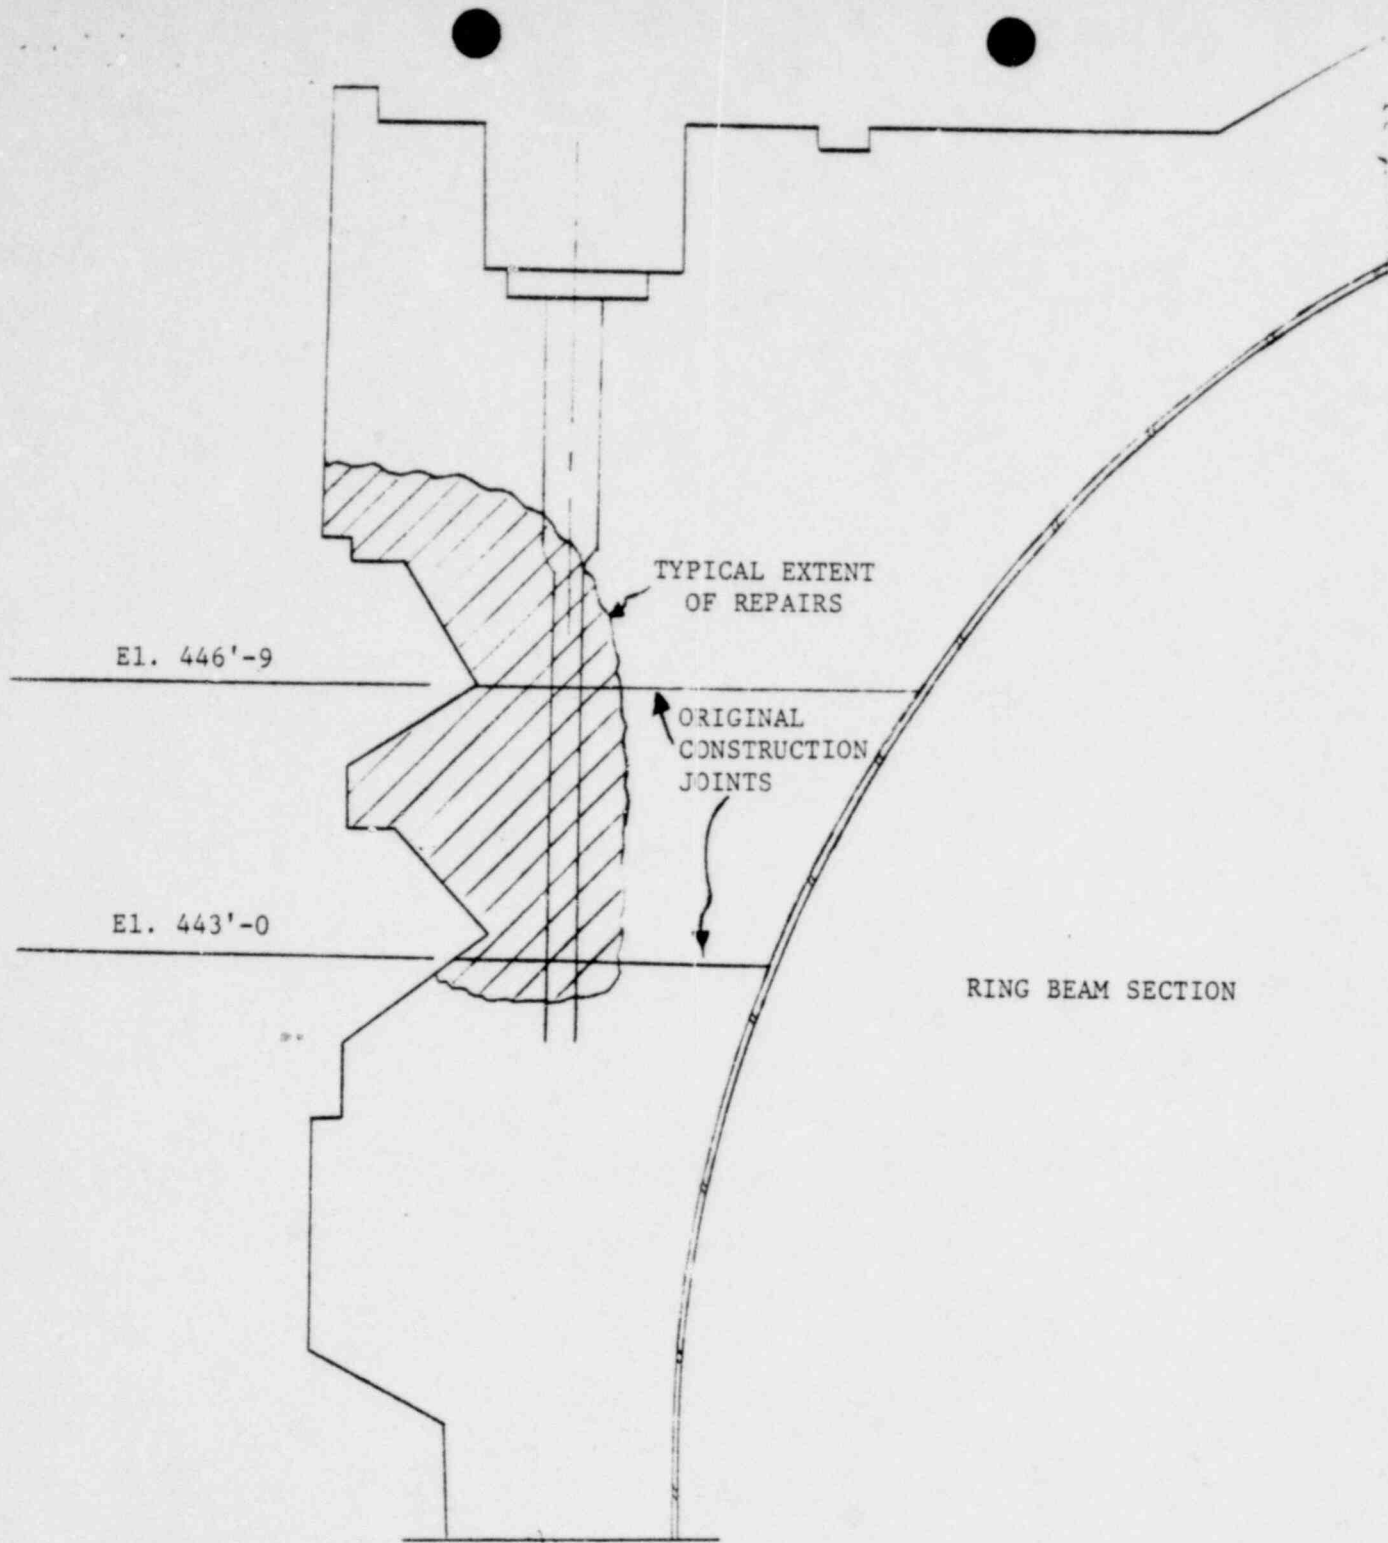 TYPICAL EXTENT
OF REPAIRS
El. 446'-9
ORIGINAL
CONSTRUCTION
JOINTS
El. 443'-0
RING BEAM SECTION